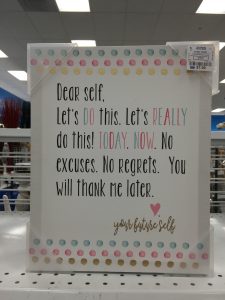 Dear self,
Let's DO this. Let's REALLY
do this! TODAY. NOW. No
excuses. No regrets. You
will thank me later.
your future self